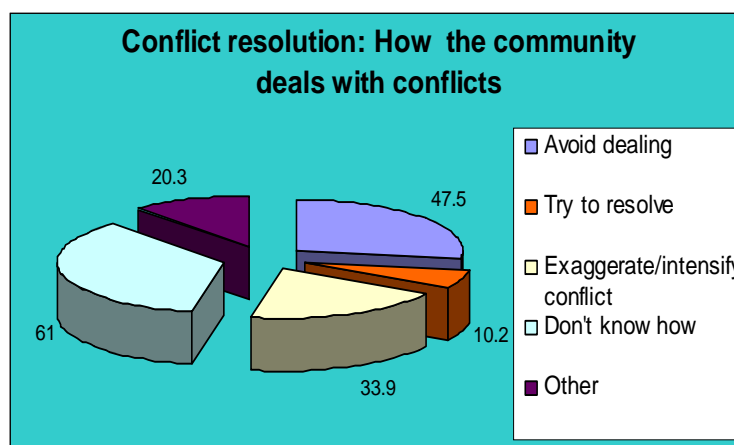 Conflict resolution: How the community
deals with conflicts
20.3
47.5
61
33.9
10.2
Avoid dealing
Try to resolve
Exaggerate/intensify
conflict
Don't know how
Other